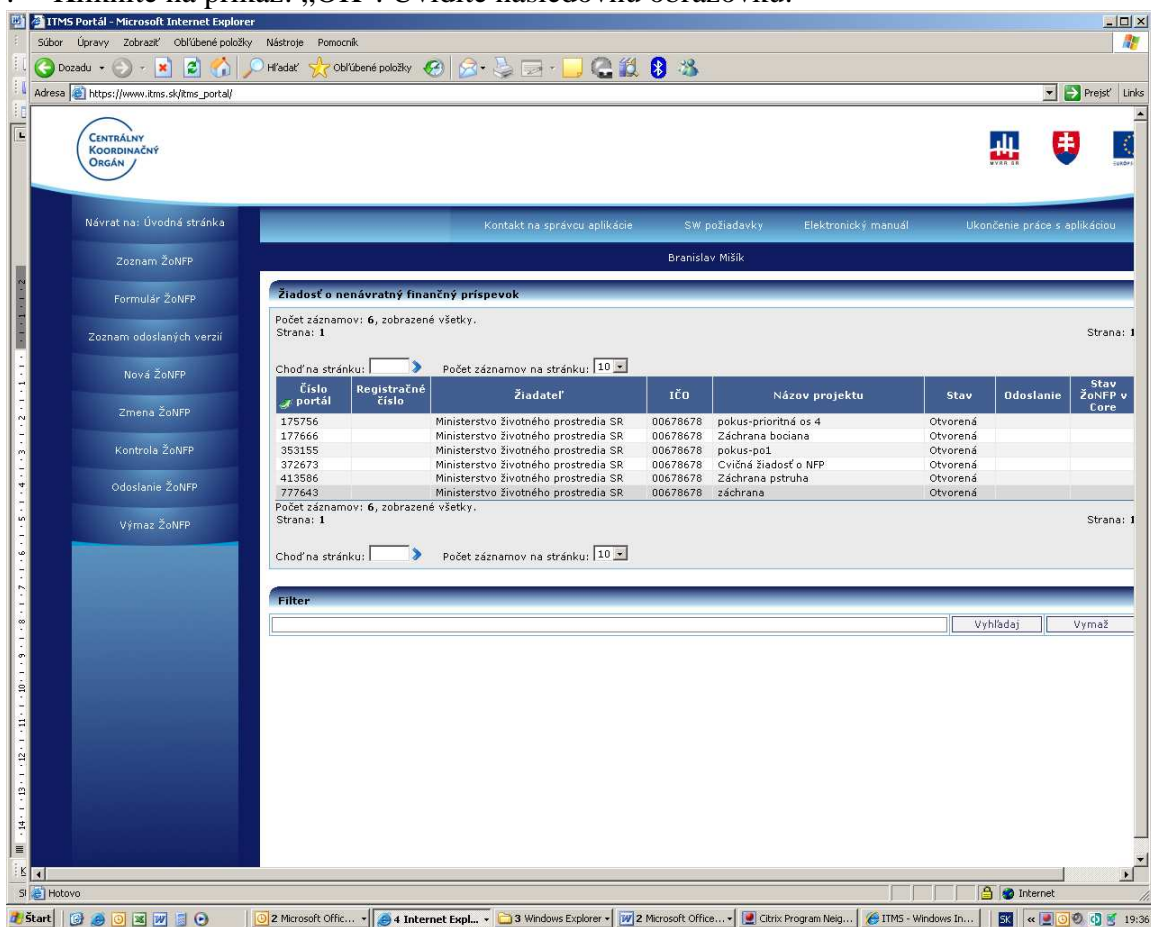 ITMS Portál - Microsoft Internet Explorer
Súbor Úpravy Zobraziť Obľúbené položky Nástroje Pomocník
Dozadu Hľadať Obľúbené položky
Adresa https://www.itms.sk/itms_portal/ Prejsť Links
CENTRÁLNY
KOORDINAČNÝ
ORGÁN
MVRR SR
Návrat na: Úvodná stránka
Kontakt na správcu aplikácie SW požiadavky Elektronický manuál Ukončenie práce s aplikáciou
Branislav Mišík
Zoznam ŽoNFP
Formulár ŽoNFP
Zoznam odoslaných verzií
Nová ŽoNFP
Zmena ŽoNFP
Kontrola ŽoNFP
Odoslanie ŽoNFP
Výmaz ŽoNFP
Žiadosť o nenávratný finančný príspevok
Počet záznamov: 6, zobrazené všetky.
Strana: 1 Strana: 1
Choď na stránku: Počet záznamov na stránku: 10
Číslo portál Registračné číslo Žiadateľ IČO Názov projektu Stav Odoslanie Stav ŽoNFP v Core
175756 Ministerstvo životného prostredia SR 00678678 pokus-prioritná os 4 Otvorená
177666 Ministerstvo životného prostredia SR 00678678 Záchrana bociana Otvorená
353155 Ministerstvo životného prostredia SR 00678678 pokus-po1 Otvorená
372673 Ministerstvo životného prostredia SR 00678678 Cvičná žiadosť o NFP Otvorená
413586 Ministerstvo životného prostredia SR 00678678 Záchrana pstruha Otvorená
777643 Ministerstvo životného prostredia SR 00678678 záchrana Otvorená
Počet záznamov: 6, zobrazené všetky.
Strana: 1 Strana: 1
Choď na stránku: Počet záznamov na stránku: 10
Filter
Vyhľadaj Vymaž
Hotovo Internet
Štart 2 Microsoft Offic... 4 Internet Expl... 3 Windows Explorer 2 Microsoft Office... Citrix Program Neig... ITMS - Windows In... SK 19:36